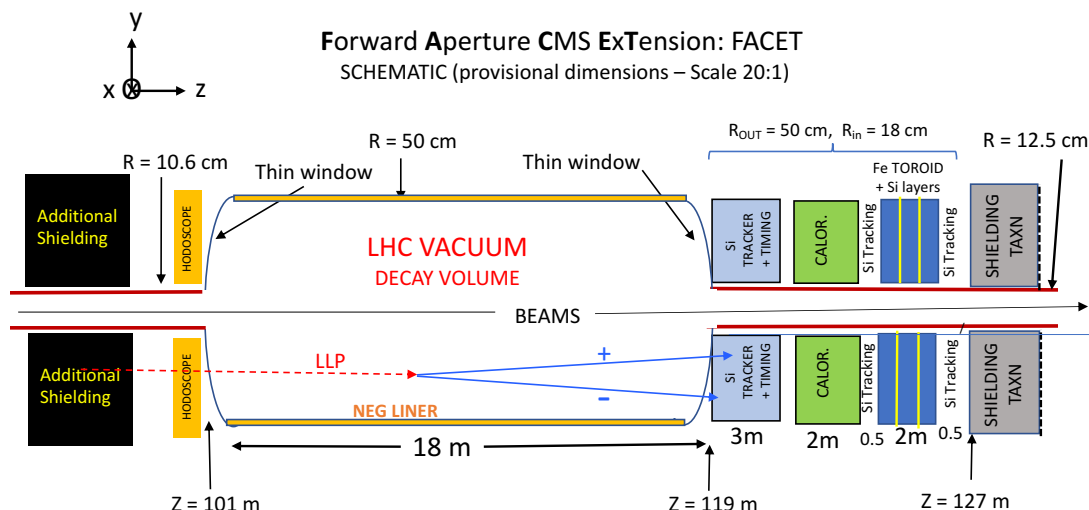 Forward Aperture CMS ExTension: FACET
SCHEMATIC (provisional dimensions – Scale 20:1)
y
x
z
R = 10.6 cm
Thin window
R = 50 cm
Thin window
R_OUT = 50 cm, R_in = 18 cm
R = 12.5 cm
Fe TOROID
+ Si layers
Additional
Shielding
HODOSCOPE
LHC VACUUM
DECAY VOLUME
Si
TRACKER
+ TIMING
CALOR.
Si Tracking
Si Tracking
SHIELDING
TAXN
BEAMS
Additional
Shielding
HODOSCOPE
LLP
+
-
NEG LINER
Si
TRACKER
+ TIMING
CALOR.
Si Tracking
Si Tracking
SHIELDING
TAXN
18 m
3m
2m
0.5
2m
0.5
Z = 101 m
Z = 119 m
Z = 127 m